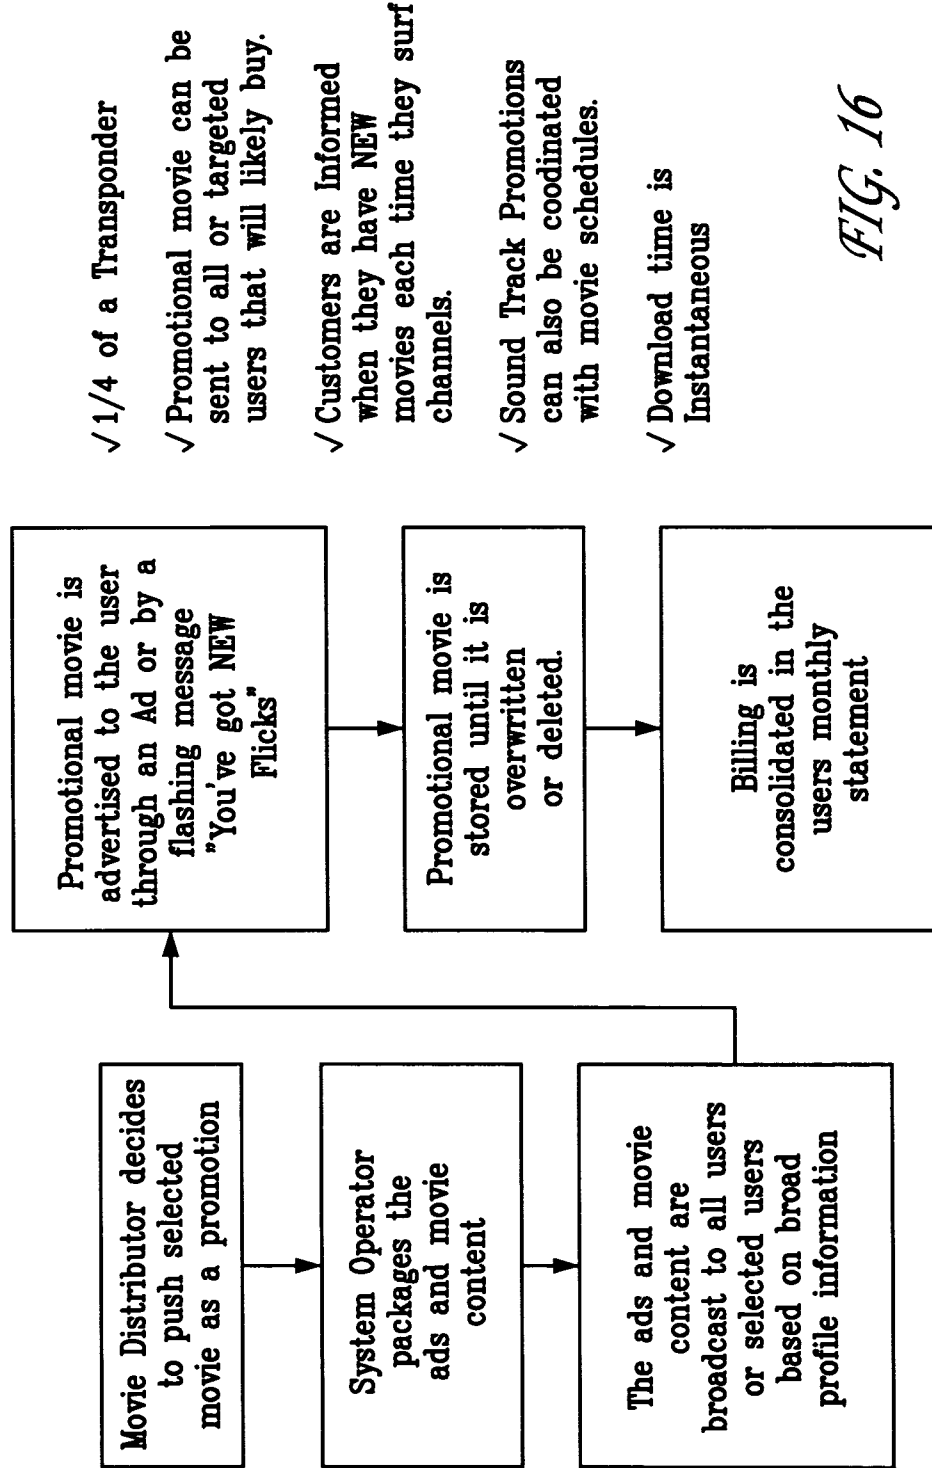 Movie Distributor decides
to push selected
movie as a promotion
System Operator
packages the
ads and movie
content
The ads and movie
content are
broadcast to all users
or selected users
based on broad
profile information
Promotional movie is
advertised to the user
through an Ad or by a
flashing message
"You've got NEW
Flicks"
Promotional movie is
stored until it is
overwritten
or deleted.
Billing is
consolidated in the
users monthly
statement
√ 1/4 of a Transponder
√ Promotional movie can be
sent to all or targeted
users that will likely buy.
√ Customers are Informed
when they have NEW
movies each time they surf
channels.
√ Sound Track Promotions
can also be coodinated
with movie schedules.
√ Download time is
Instantaneous
FIG. 16